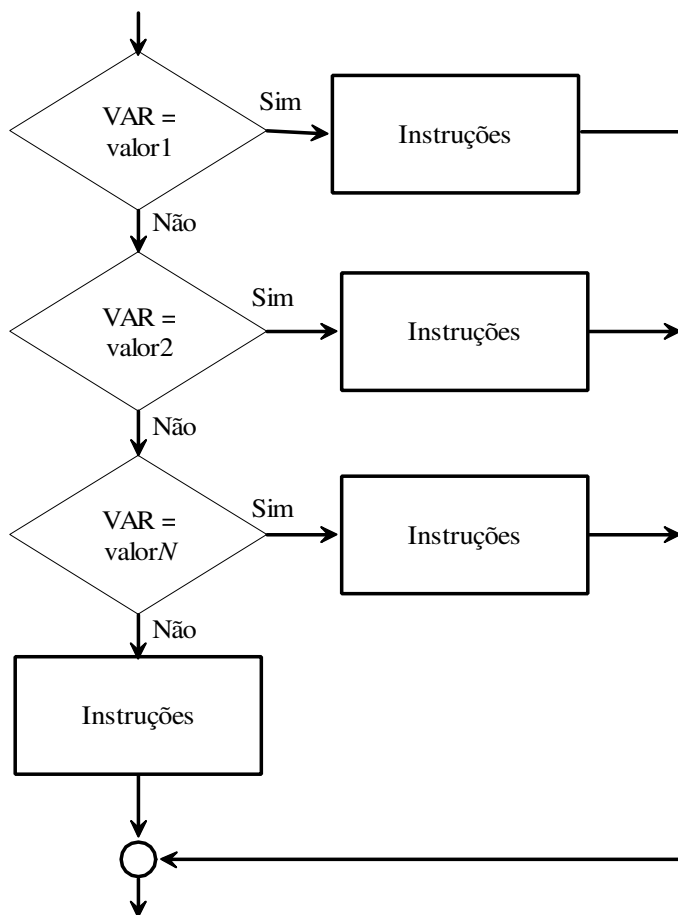 VAR =
valor1
Sim
Instruções
Não
VAR =
valor2
Sim
Instruções
Não
VAR =
valorN
Sim
Instruções
Não
Instruções